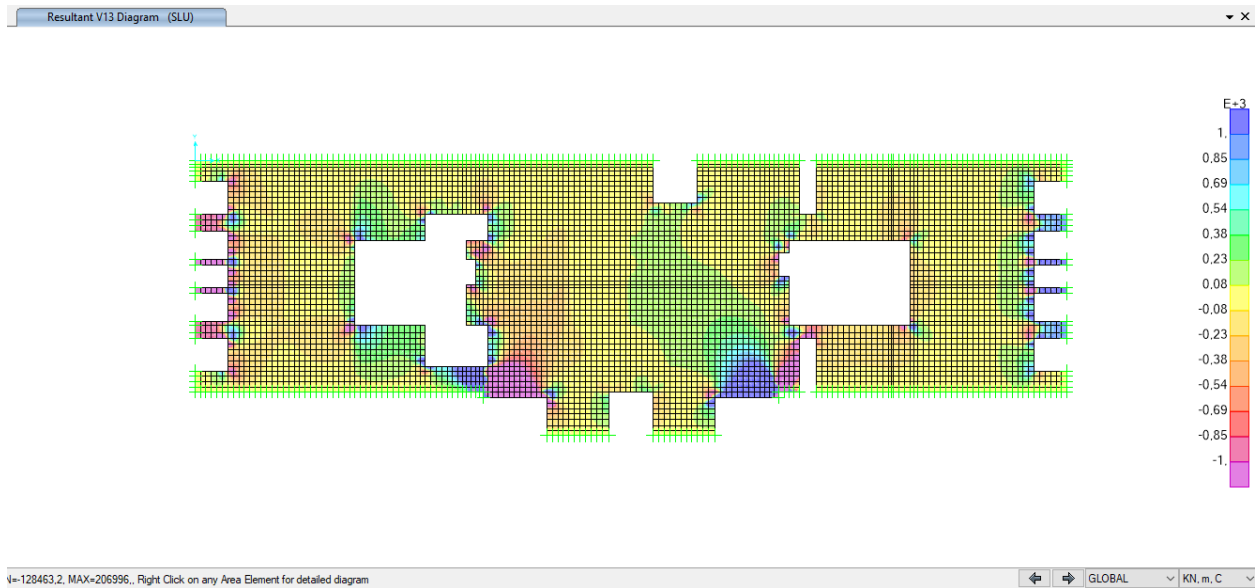 Resultant V13 Diagram (SLU)
E+3
1,
0.85
0.69
0.54
0.38
0.23
0.08
-0.08
-0.23
-0.38
-0.54
-0.69
-0.85
-1,
N=-128463,2, MAX=206996,, Right Click on any Area Element for detailed diagram
GLOBAL
KN, m, C